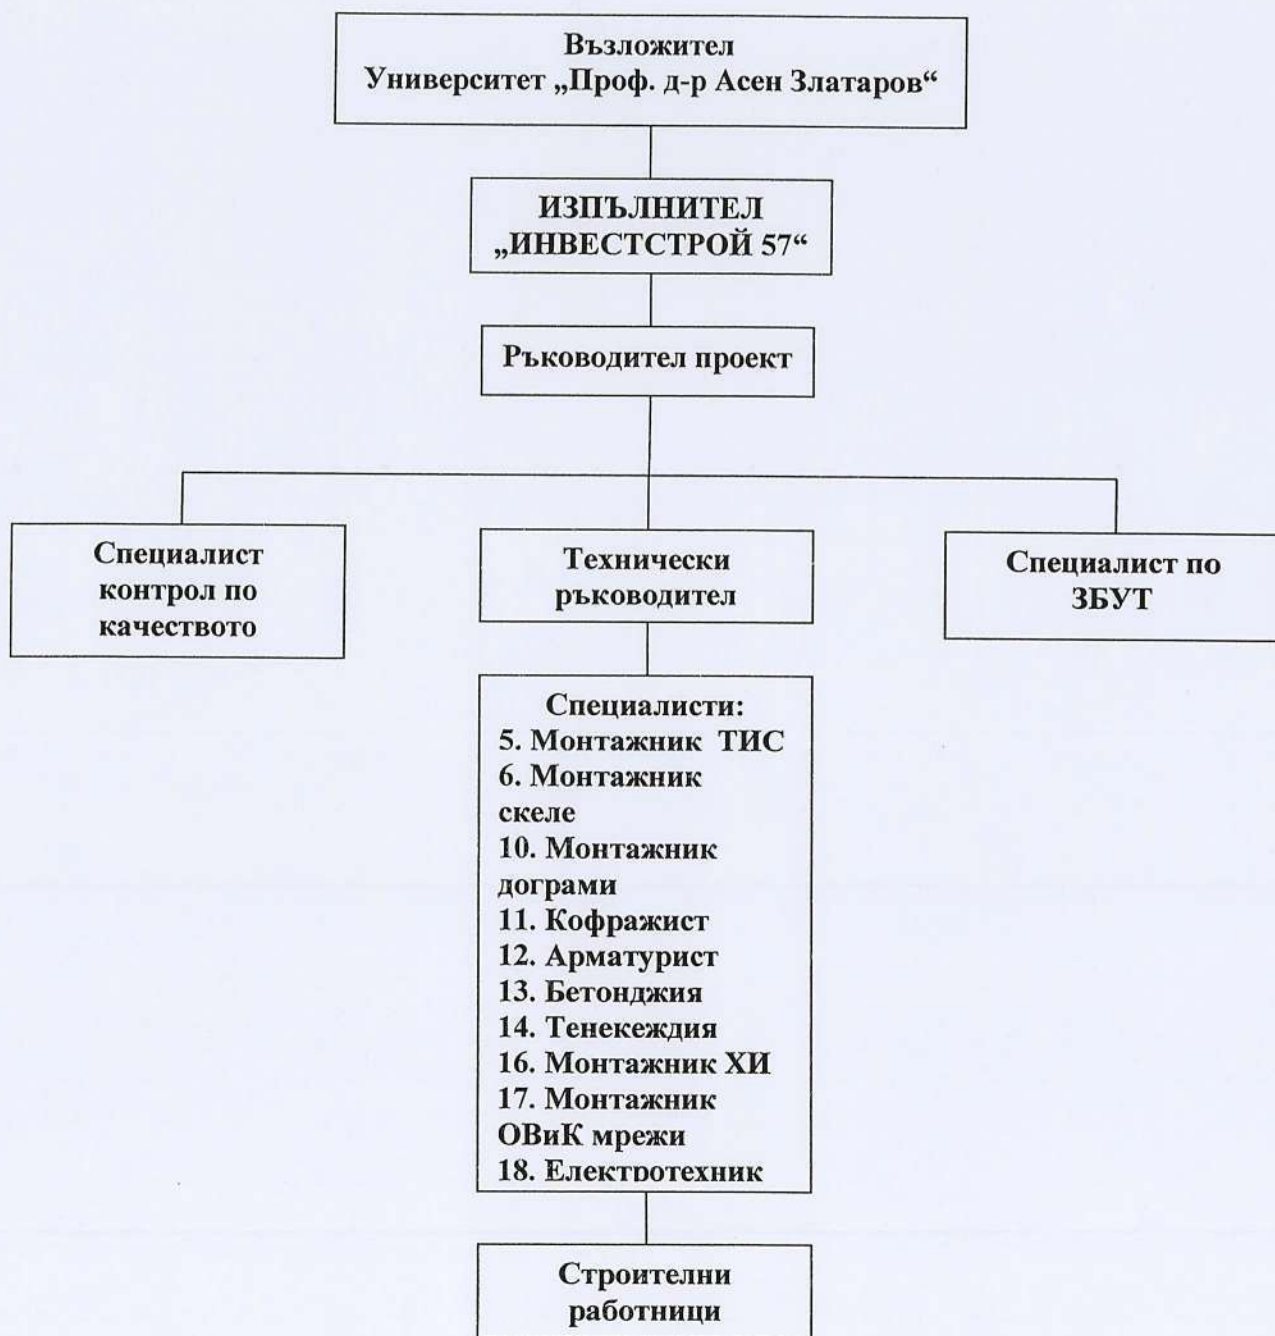 Възложител
Университет „Проф. д-р Асен Златаров“
ИЗПЪЛНИТЕЛ
„ИНВЕСТСТРОЙ 57“
Ръководител проект
Специалист
контрол по
качеството
Технически
ръководител
Специалист по
ЗБУТ
Специалисти:
5. Монтажник ТИС
6. Монтажник
скеле
10. Монтажник
дограми
11. Кофражист
12. Арматурист
13. Бетонджия
14. Тенекеждия
16. Монтажник ХИ
17. Монтажник
ОВиК мрежи
18. Електротехник
Строителни
работници